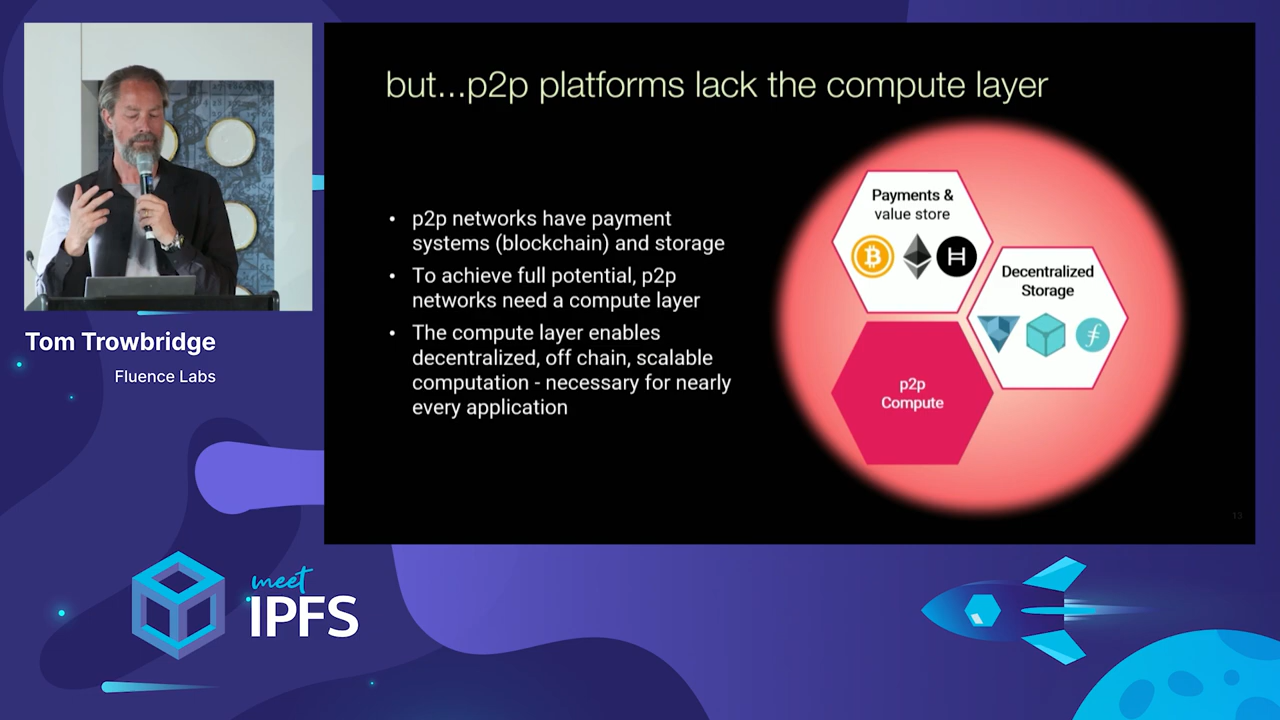 but...p2p platforms lack the compute layer
• p2p networks have payment
systems (blockchain) and storage
• To achieve full potential, p2p
networks need a compute layer
• The compute layer enables
decentralized, off chain, scalable
computation - necessary for nearly
every application
Payments &
value store
Decentralized
Storage
p2p
Compute
13
Tom Trowbridge
Fluence Labs
meet
IPFS